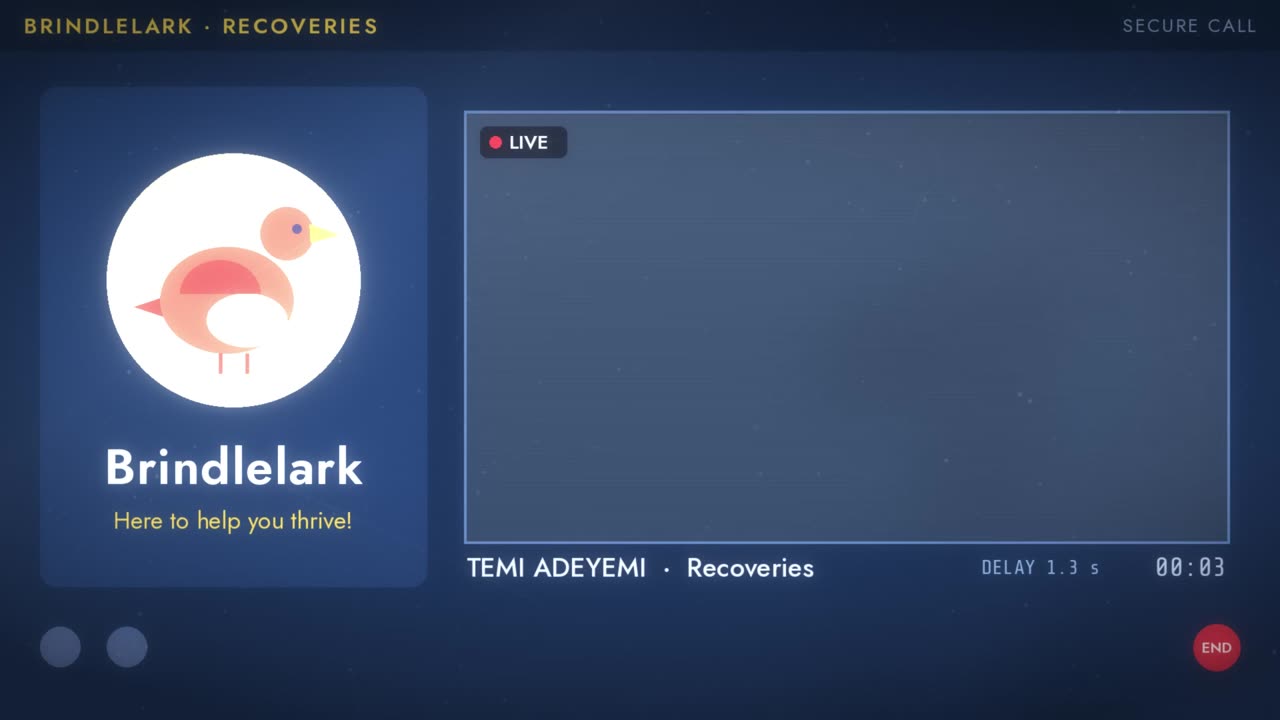 BRINDLELARK · RECOVERIES
SECURE CALL
LIVE
Brindlelark
Here to help you thrive!
TEMI ADEYEMI · Recoveries
DELAY 1.3 s
00:03
END